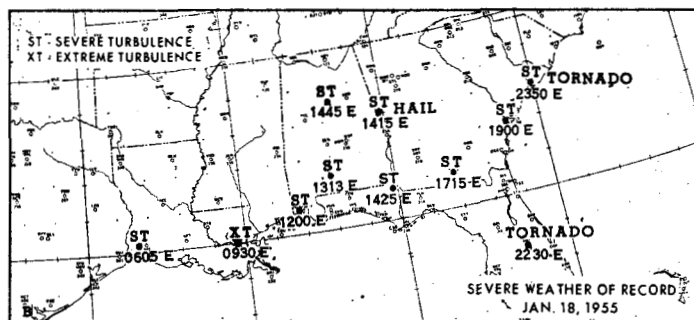 ST - SEVERE TURBULENCE
XT - EXTREME TURBULENCE
ST TORNADO
2350 E
ST
1445 E
ST HAIL
1415 E
ST
1900 E
ST
1313 E
ST
1425 E
ST
1715 E
ST
1200 E
ST
0605 E
XT
0930 E
TORNADO
2230 E
SEVERE WEATHER OF RECORD
JAN. 18, 1955
B